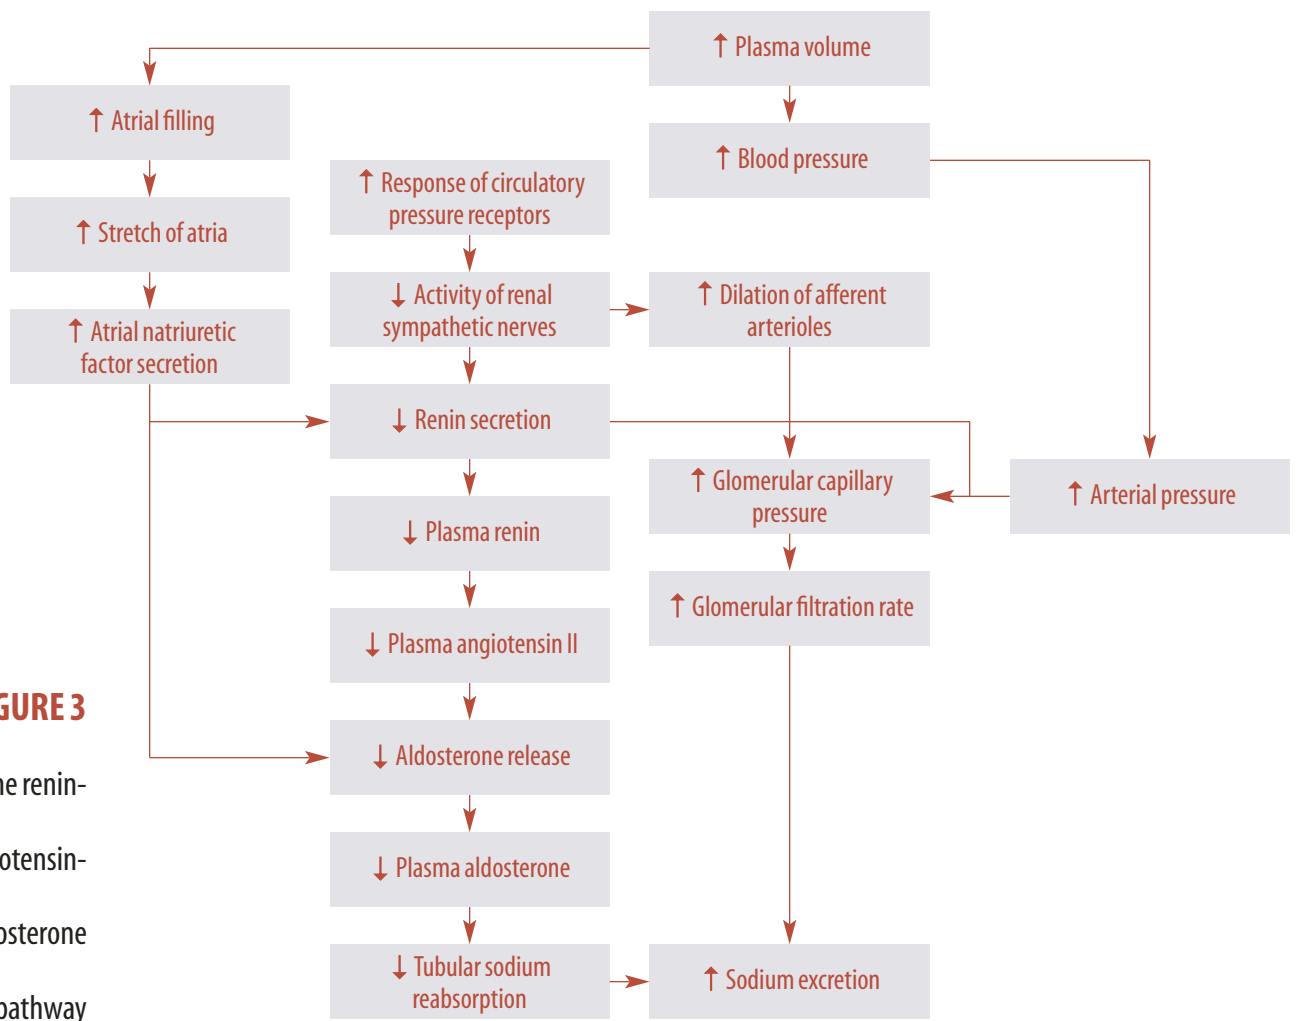 ↑ Plasma volume
↑ Atrial filling
↑ Blood pressure
↑ Response of circulatory
pressure receptors
↑ Stretch of atria
↓ Activity of renal
sympathetic nerves
↑ Dilation of afferent
arterioles
↑ Atrial natriuretic
factor secretion
↓ Renin secretion
↑ Glomerular capillary
pressure
↑ Arterial pressure
↓ Plasma renin
↑ Glomerular filtration rate
↓ Plasma angiotensin II
↓ Aldosterone release
↓ Plasma aldosterone
↓ Tubular sodium
reabsorption
↑ Sodium excretion
GURE 3
ne renin-
otensin-
osterone
pathway